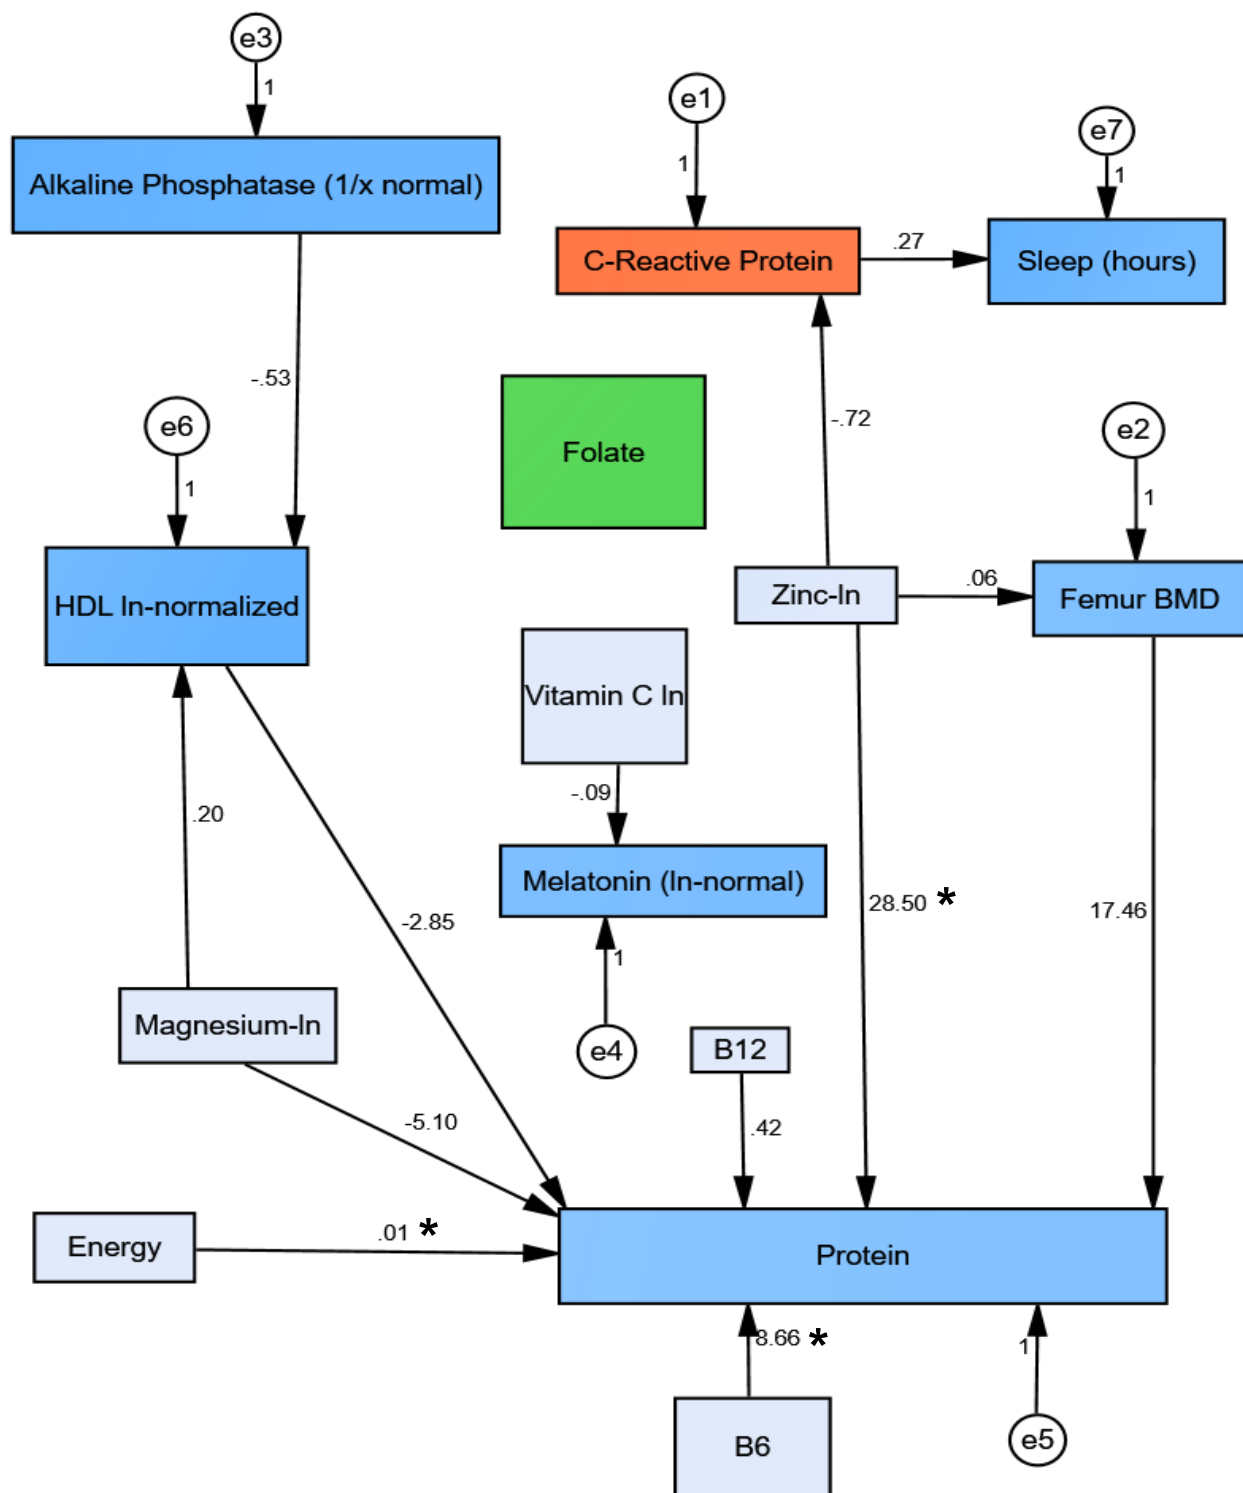 e3
1
e1
1
e7
1
Alkaline Phosphatase (1/x normal)
C-Reactive Protein
.27
Sleep (hours)
-.53
Folate
-.72
e6
1
e2
1
HDL ln-normalized
Zinc-ln
.06
Femur BMD
Vitamin C ln
-.09
.20
Melatonin (ln-normal)
-2.85
28.50 *
17.46
1
e4
Magnesium-ln
B12
-5.10
.42
Energy
.01 *
Protein
8.66 *
1
B6
e5